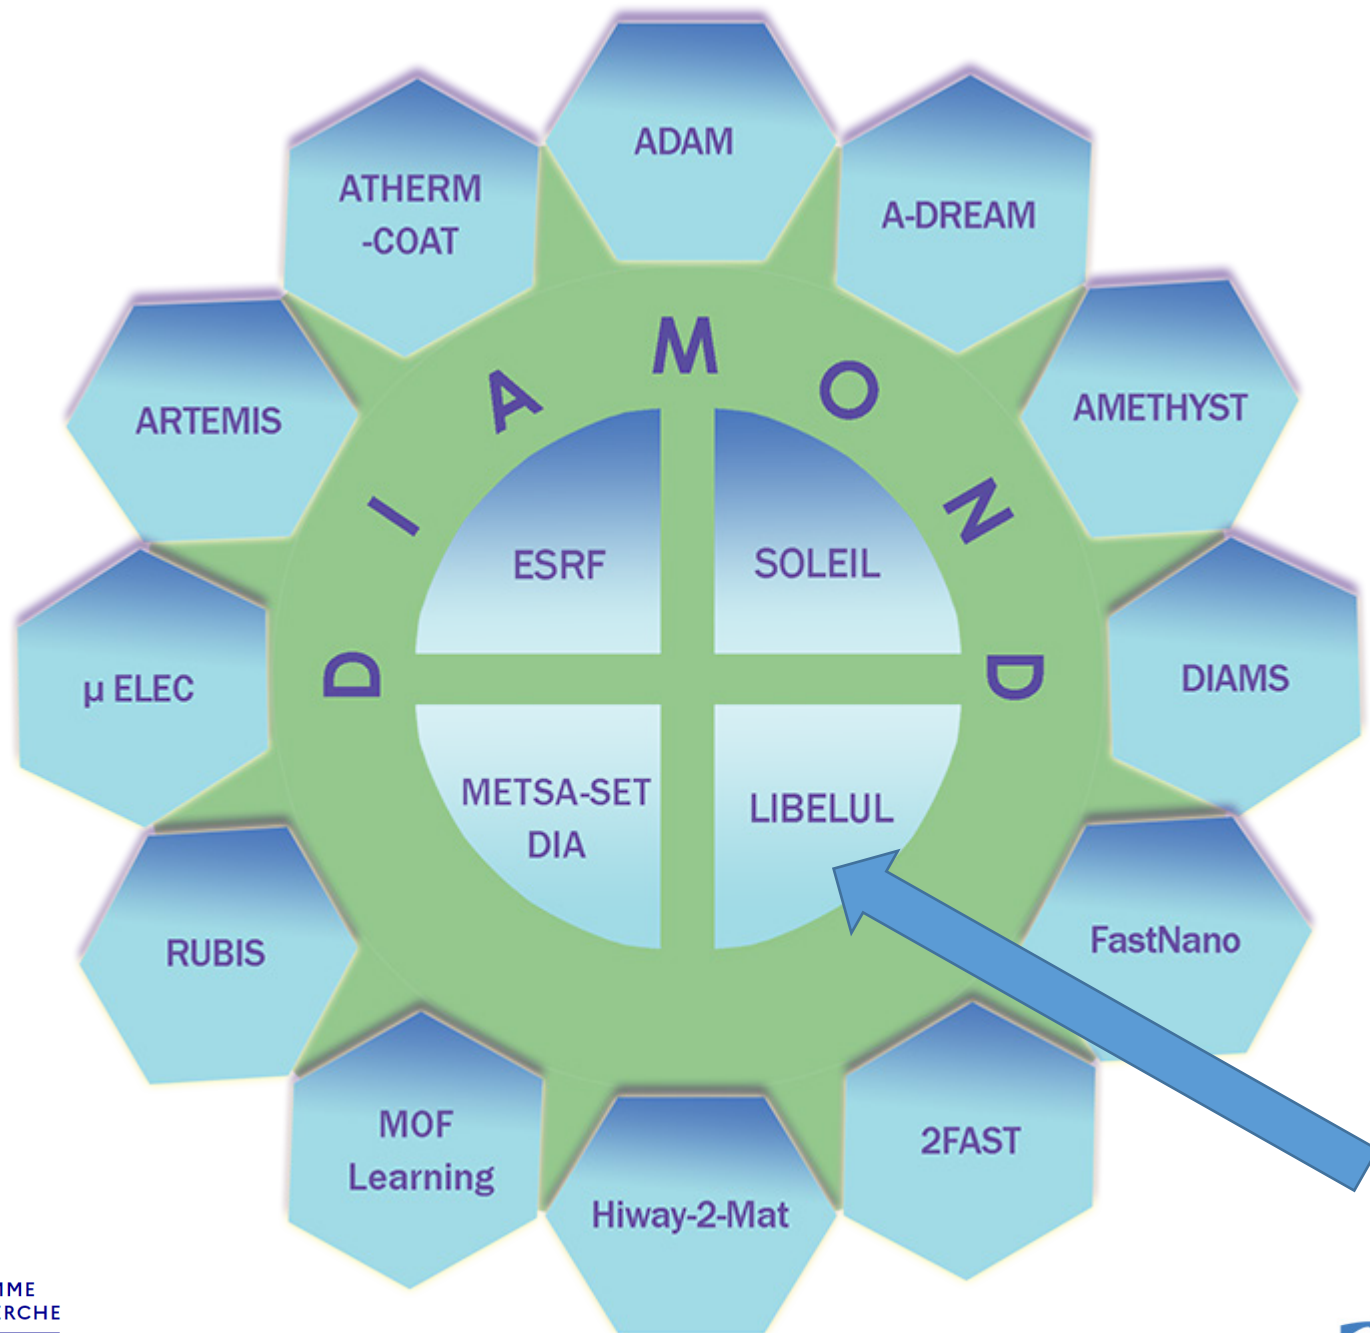 ADAM
ATHERM
-COAT
A-DREAM
ARTEMIS
AMETHYST
DIAMOND
ESRF
SOLEIL
µ ELEC
DIAMS
METSA-SET
DIA
LIBELUL
RUBIS
FastNano
MOF
Learning
2FAST
Hiway-2-Mat